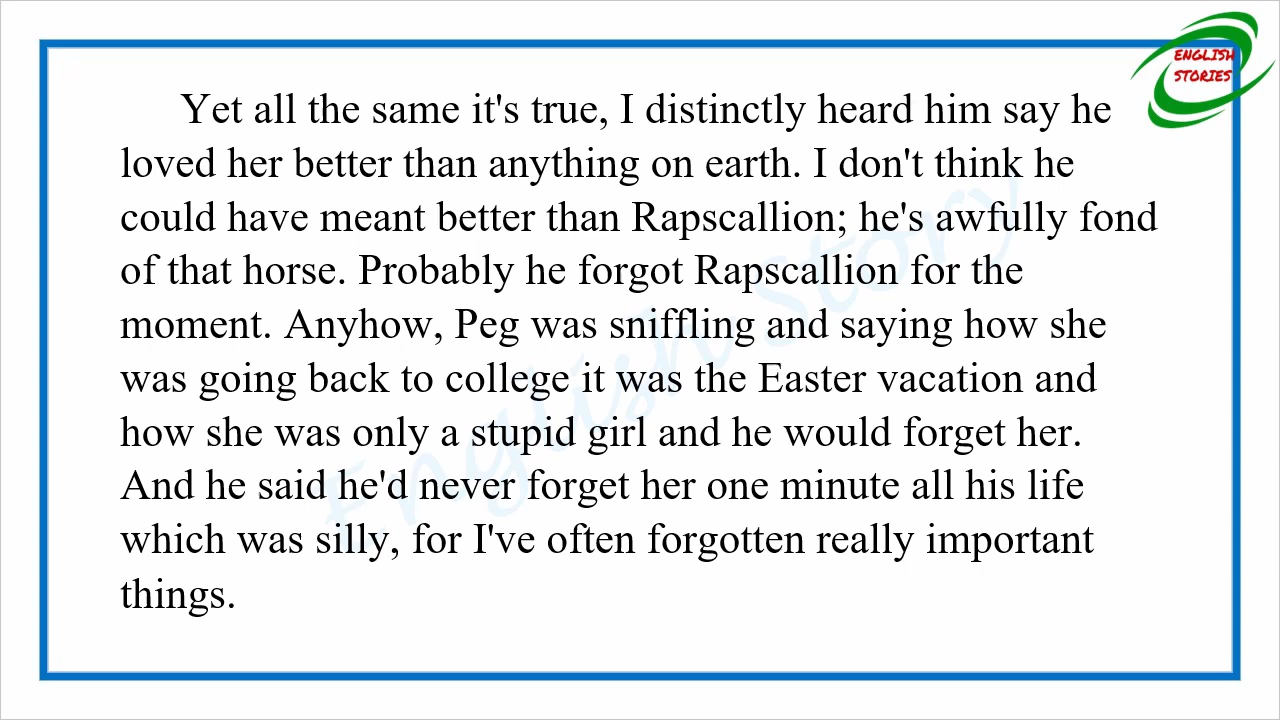 ENGLISH
STORIES
Yet all the same it's true, I distinctly heard him say he
loved her better than anything on earth. I don't think he
could have meant better than Rapscallion; he's awfully fond
of that horse. Probably he forgot Rapscallion for the
moment. Anyhow, Peg was sniffling and saying how she
was going back to college it was the Easter vacation and
how she was only a stupid girl and he would forget her.
And he said he'd never forget her one minute all his life
which was silly, for I've often forgotten really important
things.
English Story